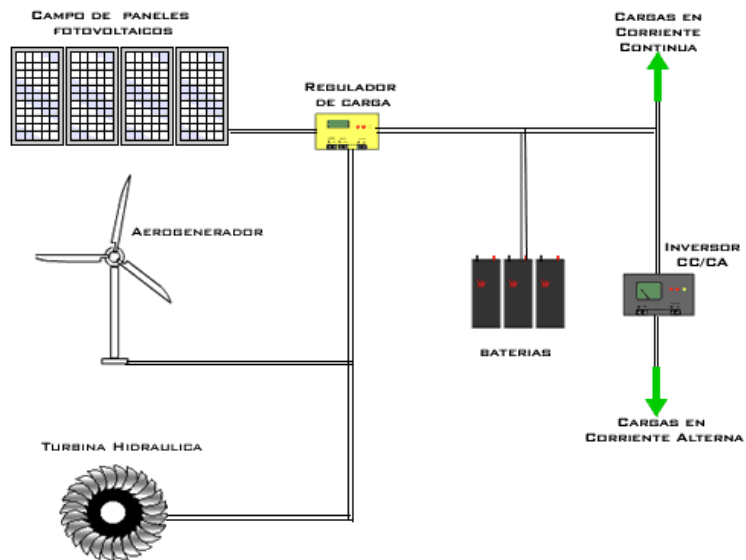 CAMPO DE PANELES
FOTOVOLTAICOS
CARGAS EN
CORRIENTE
CONTINUA
REGULADOR
DE CARGA
AEROGENERADOR
INVERSOR
CC/CA
BATERIAS
CARGAS EN
CORRIENTE ALTERNA
TURBINA HIDRAULICA